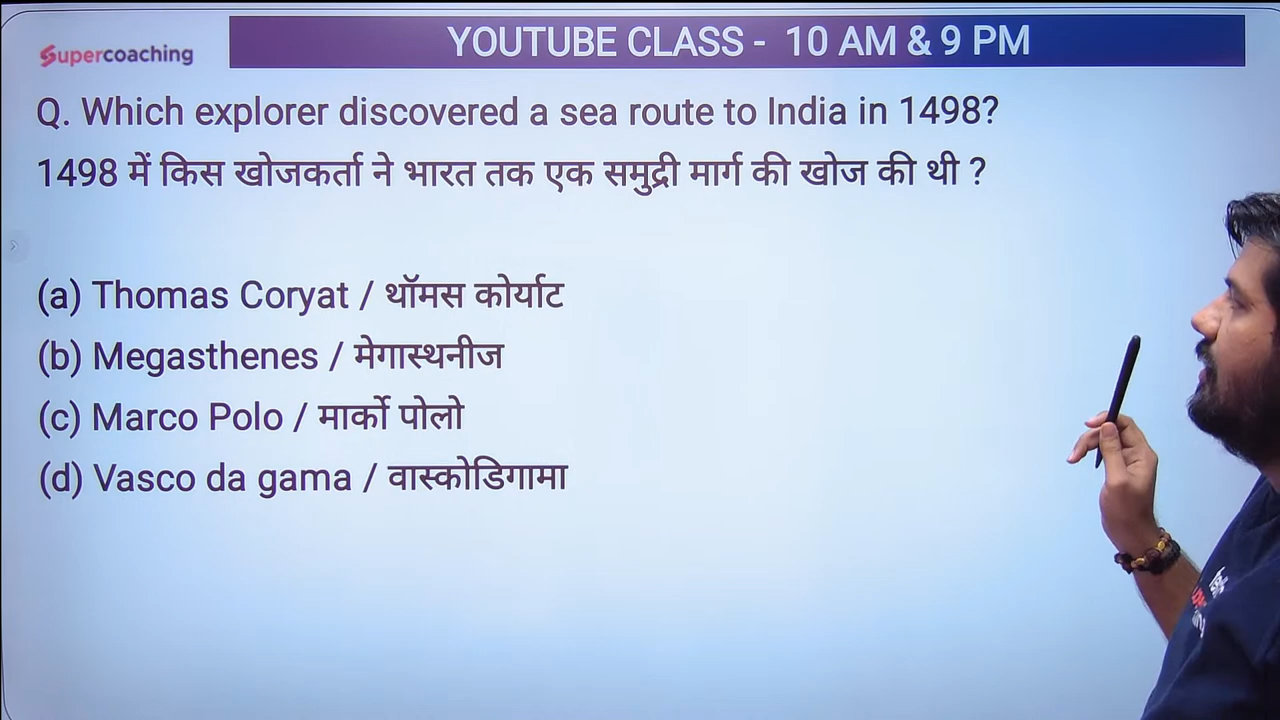 Supercoaching
YOUTUBE CLASS - 10 AM & 9 PM
Q. Which explorer discovered a sea route to India in 1498?
1498 में किस खोजकर्ता ने भारत तक एक समुद्री मार्ग की खोज की थी ?
(a) Thomas Coryat / थॉमस कोर्याट
(b) Megasthenes / मेगास्थनीज
(c) Marco Polo / मार्को पोलो
(d) Vasco da gama / वास्कोडिगामा